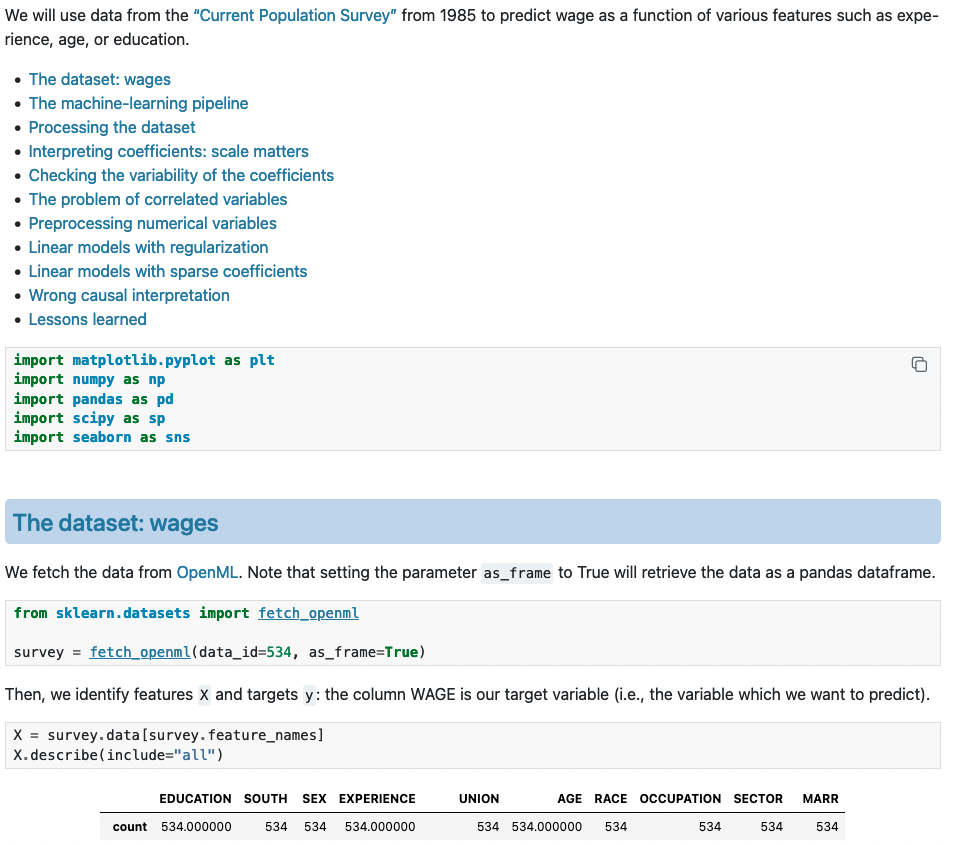 We will use data from the “Current Population Survey” from 1985 to predict wage as a function of various features such as expe-
rience, age, or education.
• The dataset: wages
• The machine-learning pipeline
• Processing the dataset
• Interpreting coefficients: scale matters
• Checking the variability of the coefficients
• The problem of correlated variables
• Preprocessing numerical variables
• Linear models with regularization
• Linear models with sparse coefficients
• Wrong causal interpretation
• Lessons learned
import matplotlib.pyplot as plt
import numpy as np
import pandas as pd
import scipy as sp
import seaborn as sns
The dataset: wages
We fetch the data from OpenML. Note that setting the parameter as_frame to True will retrieve the data as a pandas dataframe.
from sklearn.datasets import fetch_openml
survey = fetch_openml(data_id=534, as_frame=True)
Then, we identify features X and targets y: the column WAGE is our target variable (i.e., the variable which we want to predict).
X = survey.data[survey.feature_names]
X.describe(include="all")
EDUCATION SOUTH SEX EXPERIENCE UNION AGE RACE OCCUPATION SECTOR MARR
count 534.000000 534 534 534.000000 534 534.000000 534 534 534 534